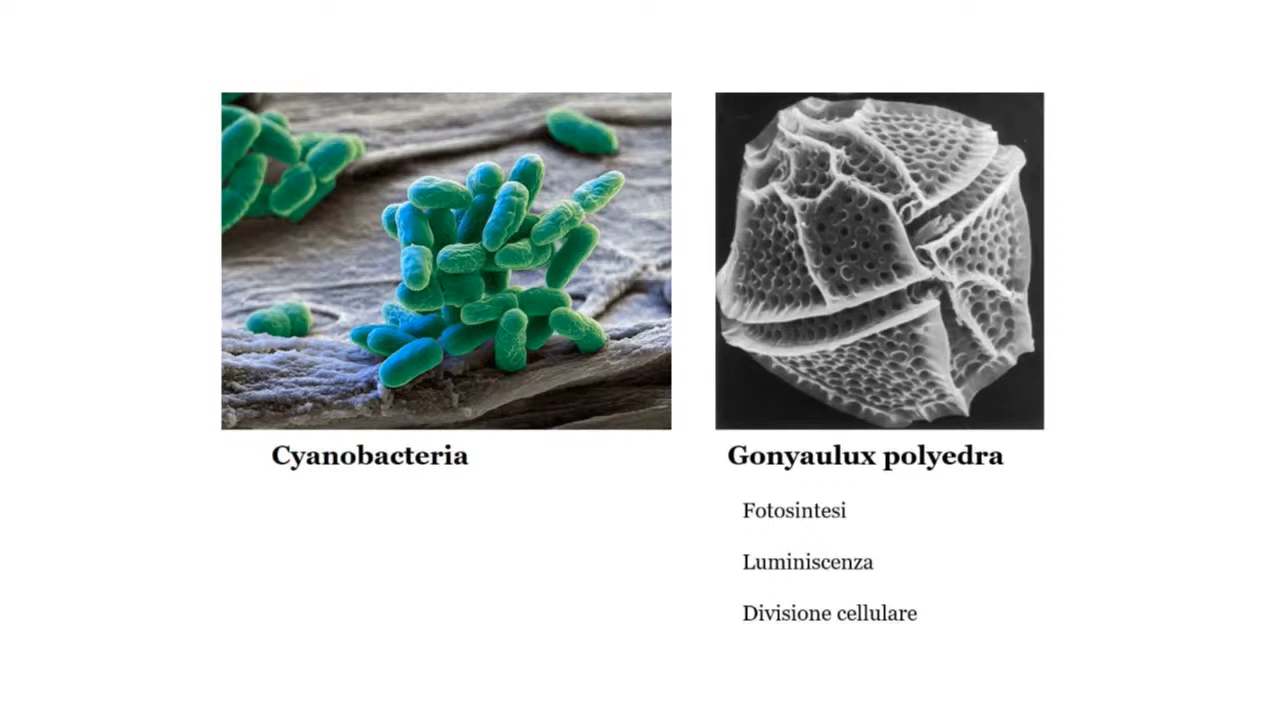 Cyanobacteria
Gonyaulux polyedra
Fotosintesi
Luminiscenza
Divisione cellulare